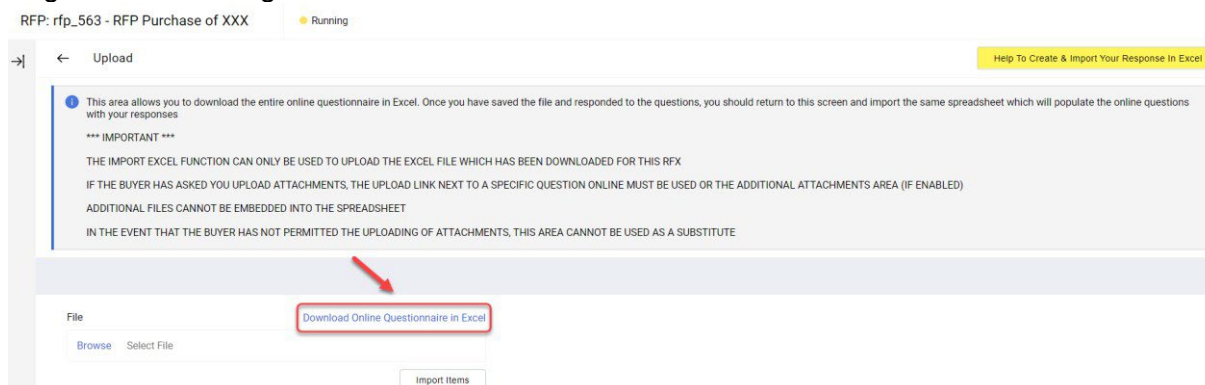 RFP: rfp_563 - RFP Purchase of XXX Running
Upload
Help To Create & Import Your Response In Excel
This area allows you to download the entire online questionnaire in Excel. Once you have saved the file and responded to the questions, you should return to this screen and import the same spreadsheet which will populate the online questions
with your responses
*** IMPORTANT ***
THE IMPORT EXCEL FUNCTION CAN ONLY BE USED TO UPLOAD THE EXCEL FILE WHICH HAS BEEN DOWNLOADED FOR THIS RFX
IF THE BUYER HAS ASKED YOU UPLOAD ATTACHMENTS, THE UPLOAD LINK NEXT TO A SPECIFIC QUESTION ONLINE MUST BE USED OR THE ADDITIONAL ATTACHMENTS AREA (IF ENABLED)
ADDITIONAL FILES CANNOT BE EMBEDDED INTO THE SPREADSHEET
IN THE EVENT THAT THE BUYER HAS NOT PERMITTED THE UPLOADING OF ATTACHMENTS, THIS AREA CANNOT BE USED AS A SUBSTITUTE
File
Download Online Questionnaire in Excel
Browse Select File
Import Items